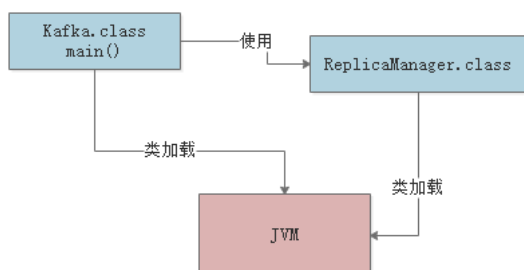 Kafka.class
main()
使用
ReplicaManager.class
类加载
类加载
JVM